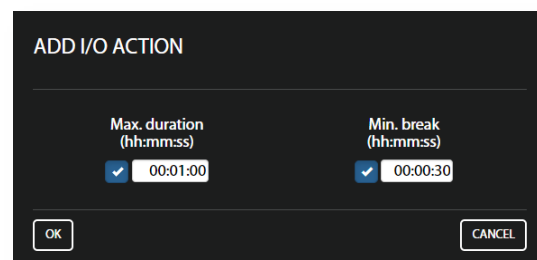 ADD I/O ACTION
Max. duration
(hh:mm:ss)
00:01:00
Min. break
(hh:mm:ss)
00:00:30
OK
CANCEL